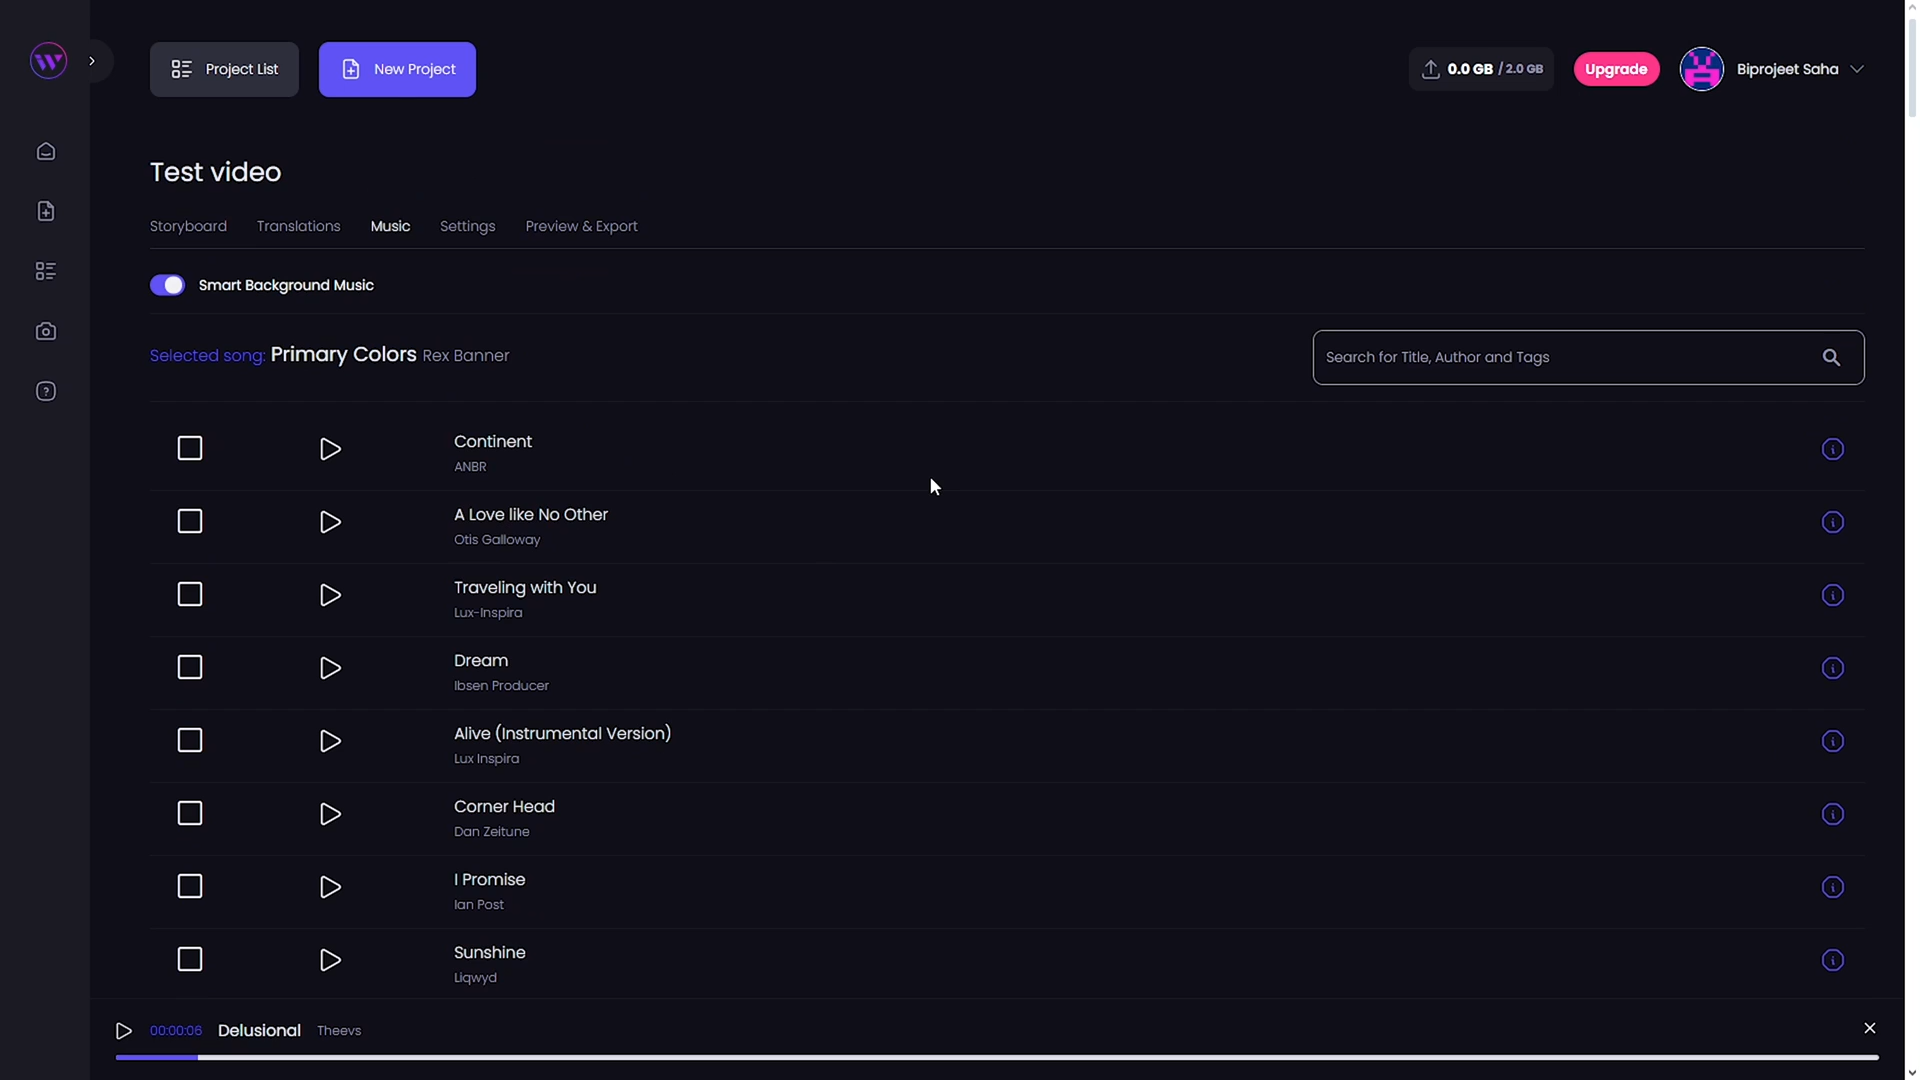 Project List
New Project
0.0 GB / 2.0 GB
Upgrade
Biprojeet Saha
Test video
Storyboard Translations Music Settings Preview & Export
Smart Background Music
Selected song: Primary Colors Rex Banner
Search for Title, Author and Tags
Continent
ANBR
A Love like No Other
Otis Galloway
Traveling with You
Lux-Inspira
Dream
Ibsen Producer
Alive (Instrumental Version)
Lux Inspira
Corner Head
Dan Zeitune
I Promise
Ian Post
Sunshine
Liqwyd
00:00:06 Delusional Theevs